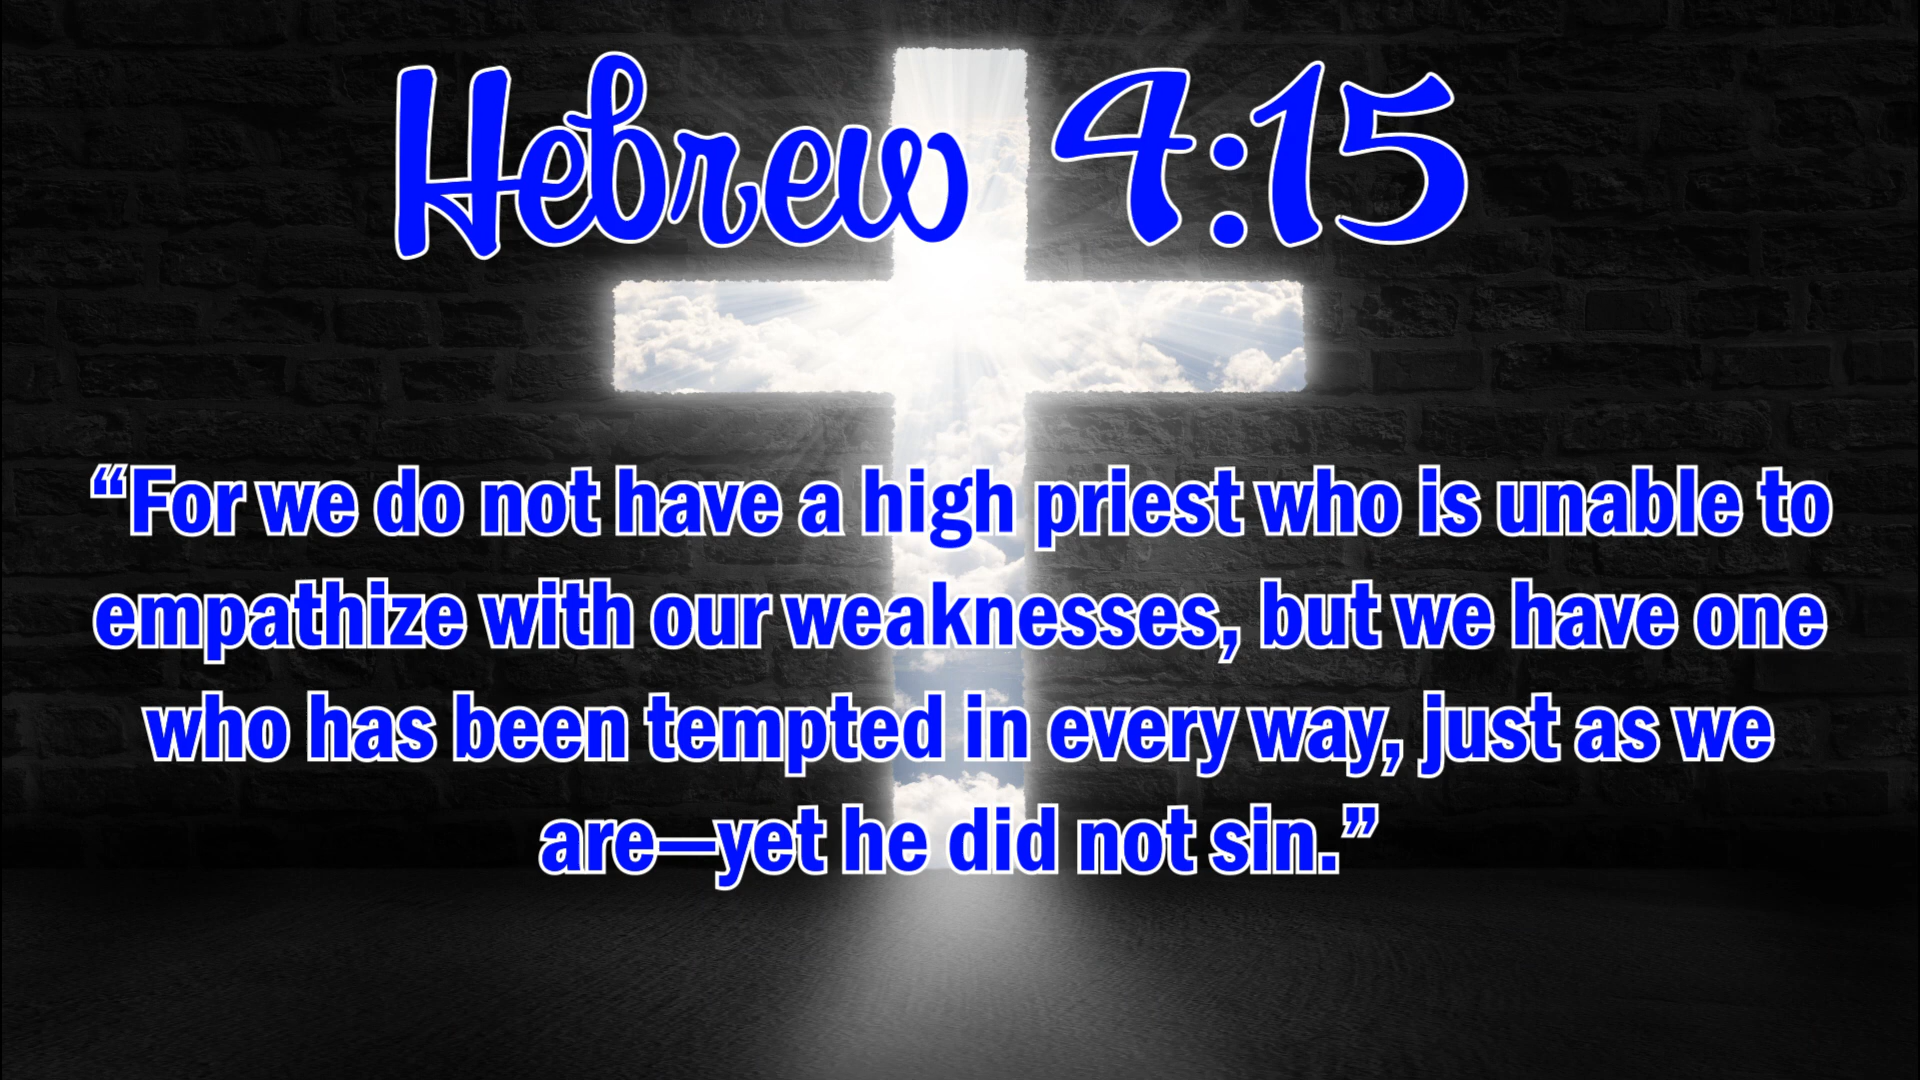 Hebrew 4:15
“For we do not have a high priest who is unable to
empathize with our weaknesses, but we have one
who has been tempted in every way, just as we
are—yet he did not sin.”